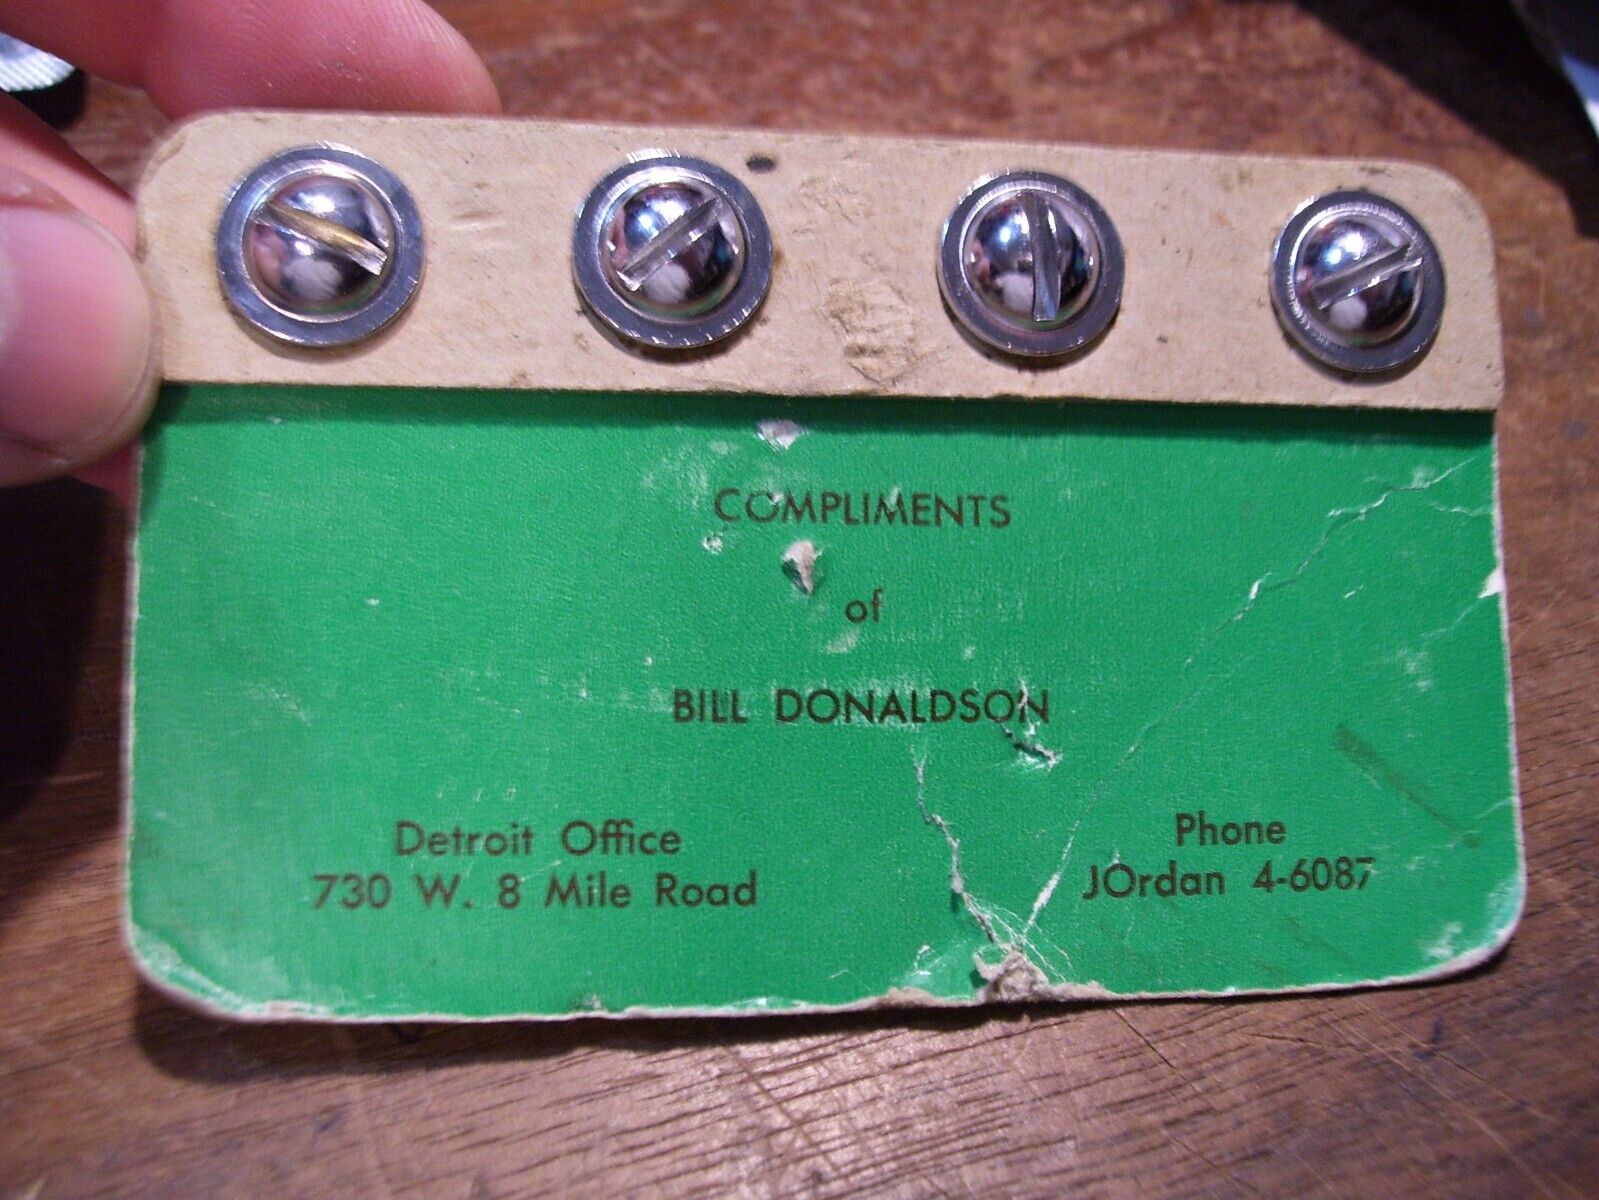 COMPLIMENTS
of
BILL DONALDSON
Detroit Office
730 W. 8 Mile Road
Phone
JOrdan 4-6087